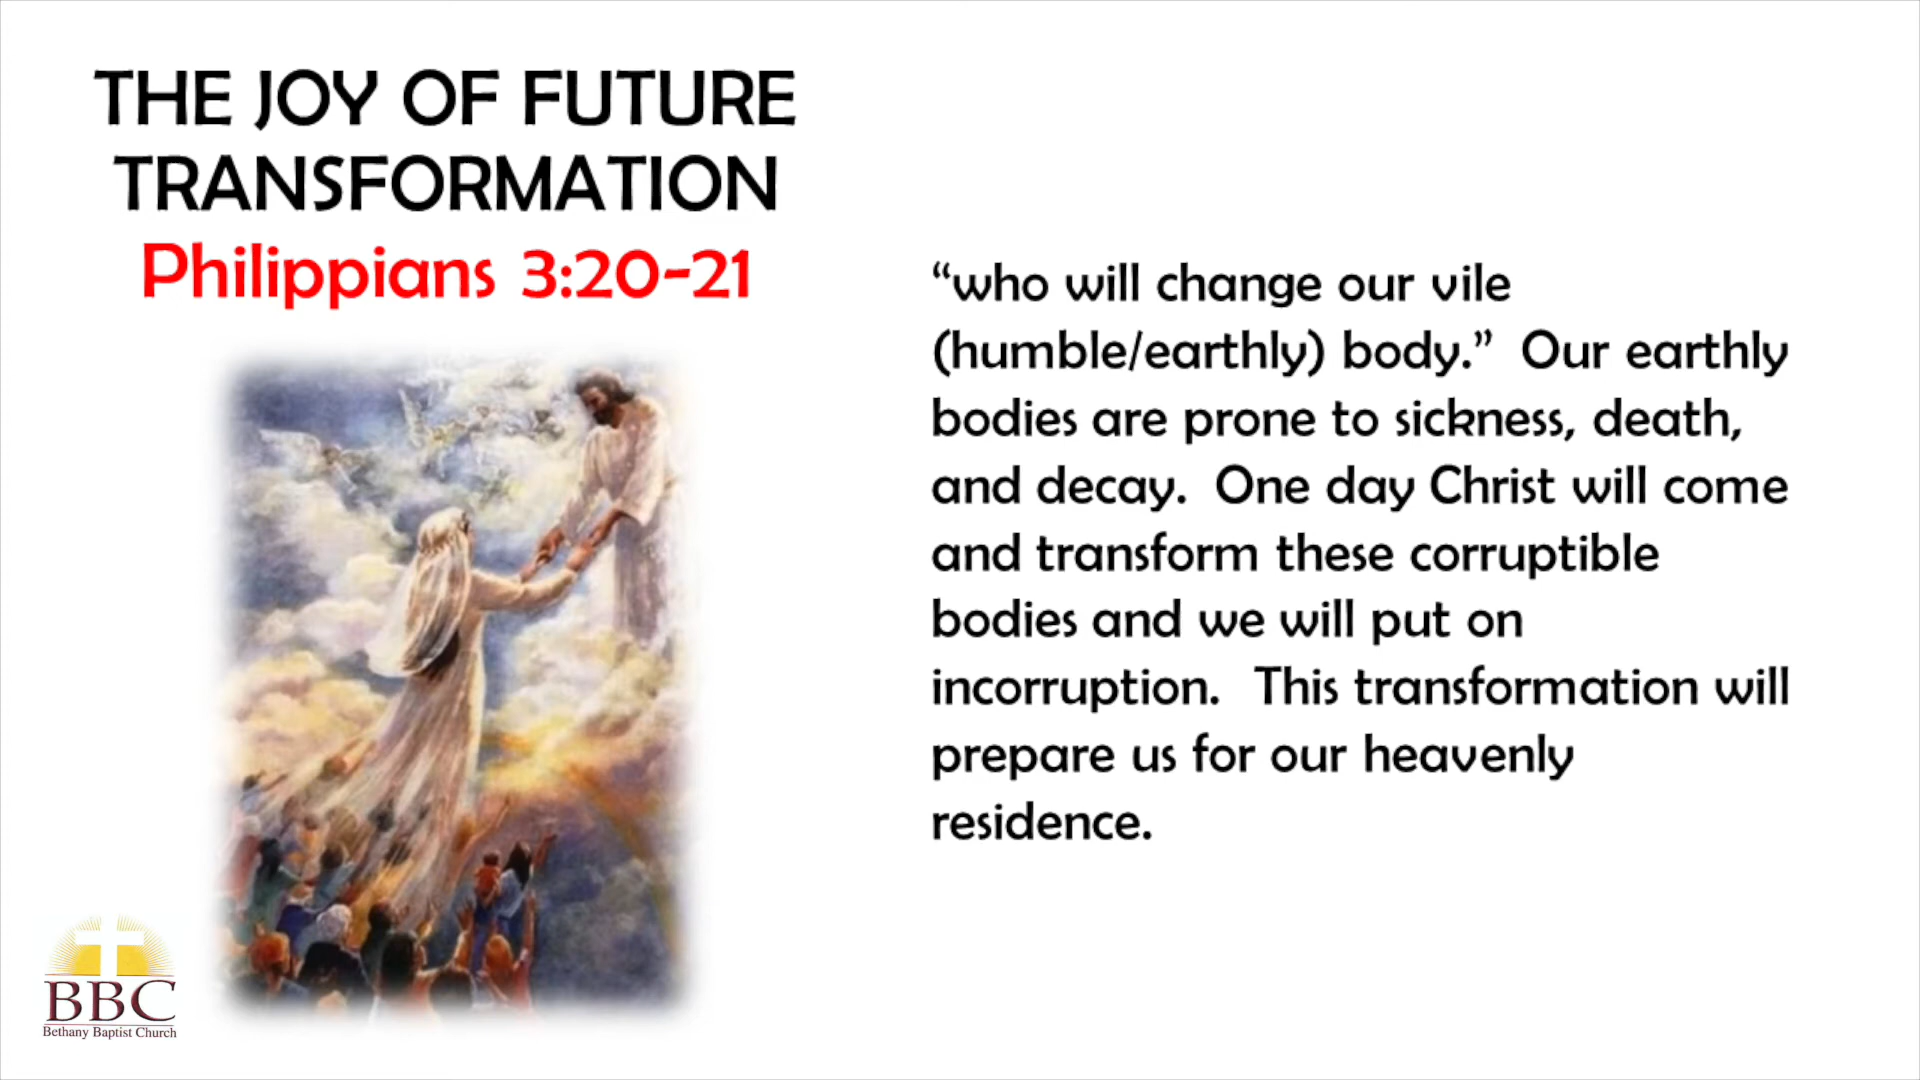 THE JOY OF FUTURE
TRANSFORMATION
Philippians 3:20-21
“who will change our vile
(humble/earthly) body.”  Our earthly
bodies are prone to sickness, death,
and decay.  One day Christ will come
and transform these corruptible
bodies and we will put on
incorruption.  This transformation will
prepare us for our heavenly
residence.
BBC
Bethany Baptist Church